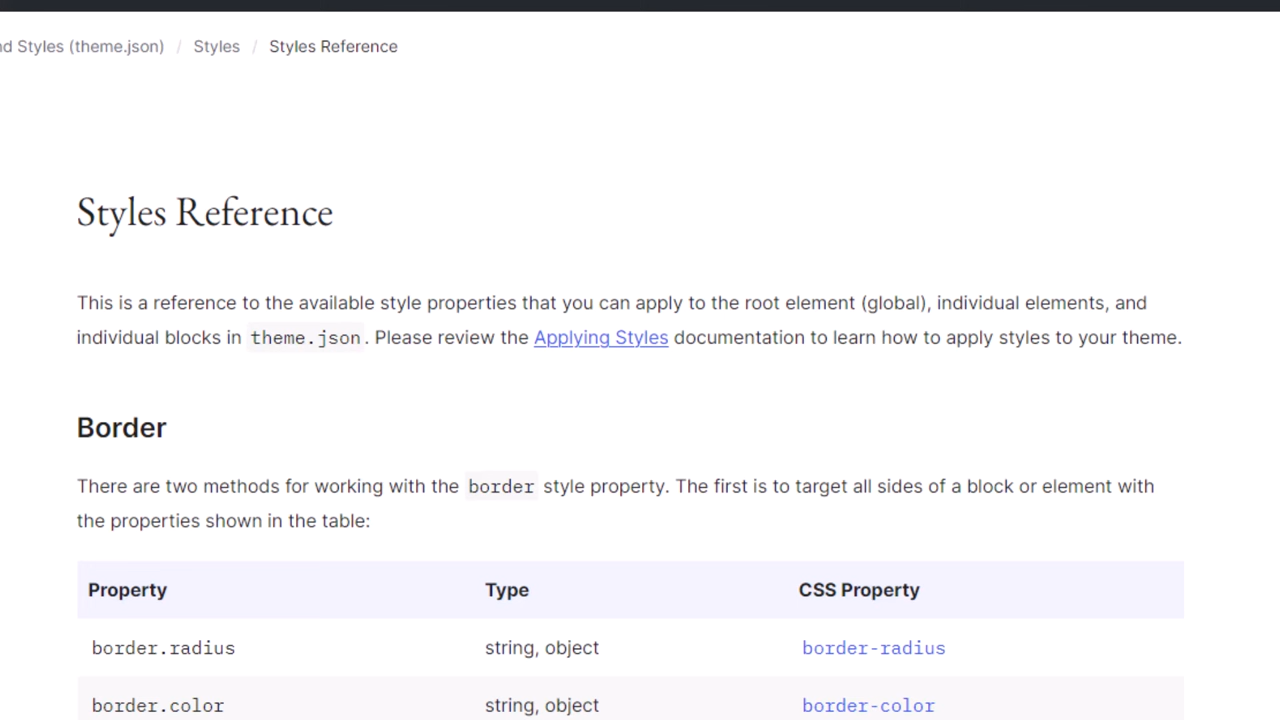 Styles (theme.json) / Styles / Styles Reference
Styles Reference
This is a reference to the available style properties that you can apply to the root element (global), individual elements, and
individual blocks in theme.json. Please review the Applying Styles documentation to learn how to apply styles to your theme.
Border
There are two methods for working with the border style property. The first is to target all sides of a block or element with
the properties shown in the table:
Property Type CSS Property
border.radius string, object border-radius
border.color string, object border-color